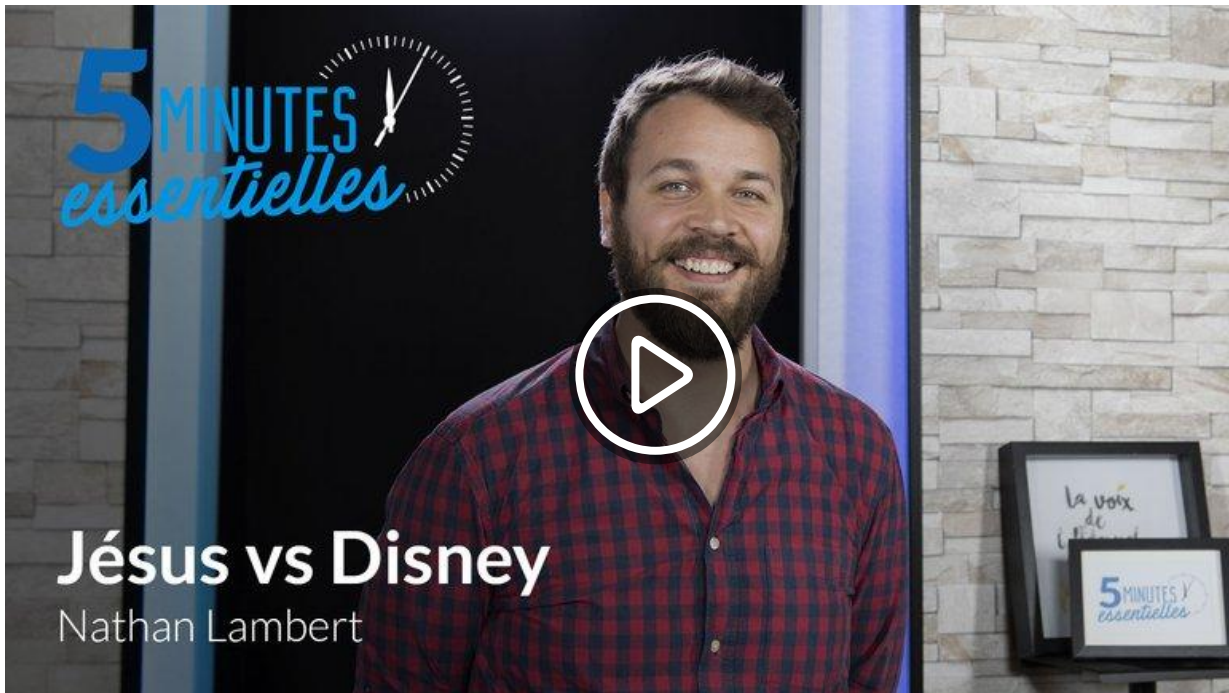 5 MINUTES
essentielles
Jésus vs Disney
Nathan Lambert
la voix
de
5 MINUTES
essentielles